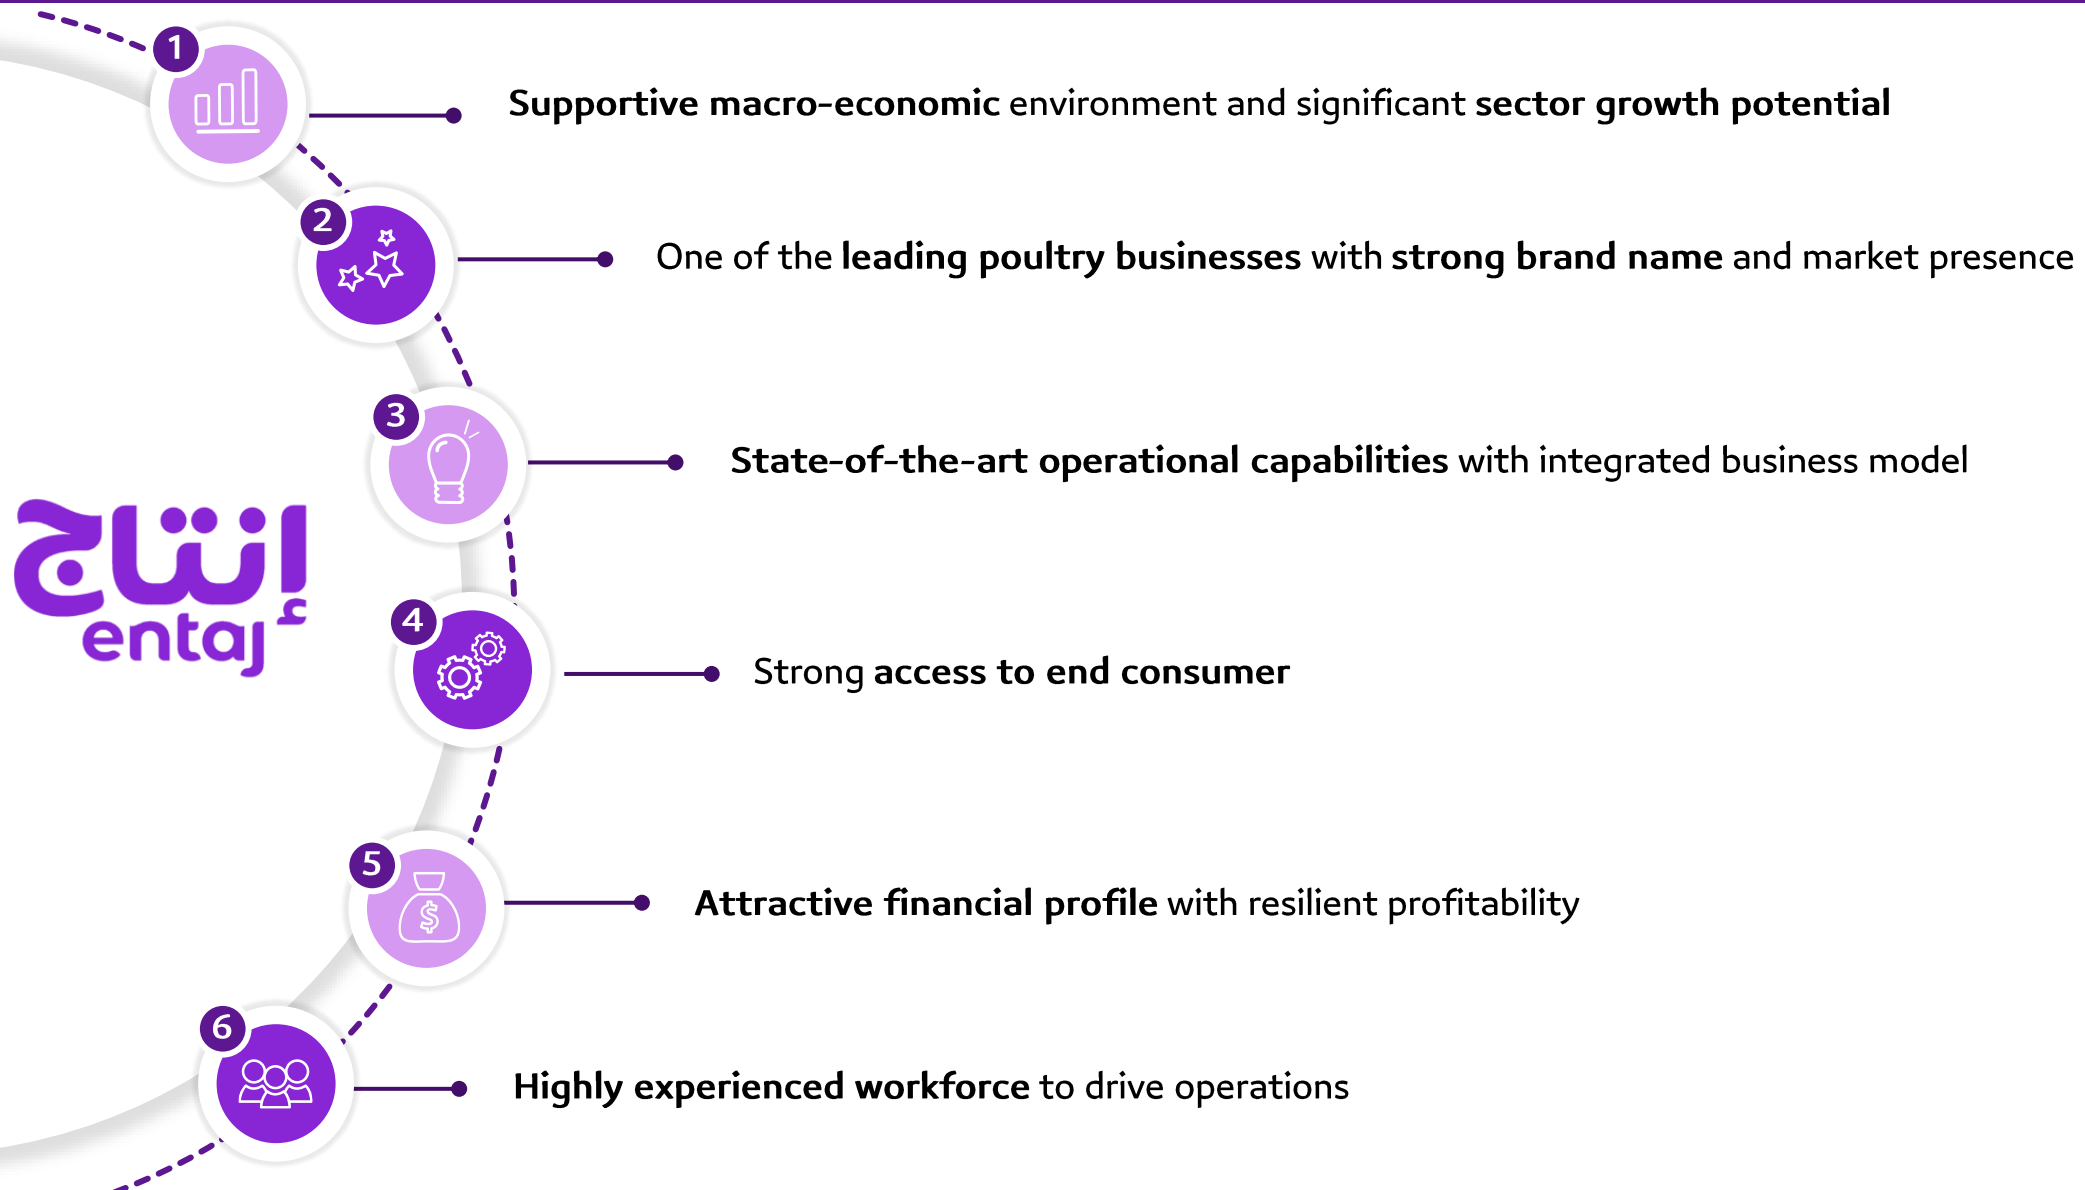 1
Supportive macro-economic environment and significant sector growth potential
2
One of the leading poultry businesses with strong brand name and market presence
3
State-of-the-art operational capabilities with integrated business model
إنتاج
entaj
4
Strong access to end consumer
5
$
Attractive financial profile with resilient profitability
6
Highly experienced workforce to drive operations